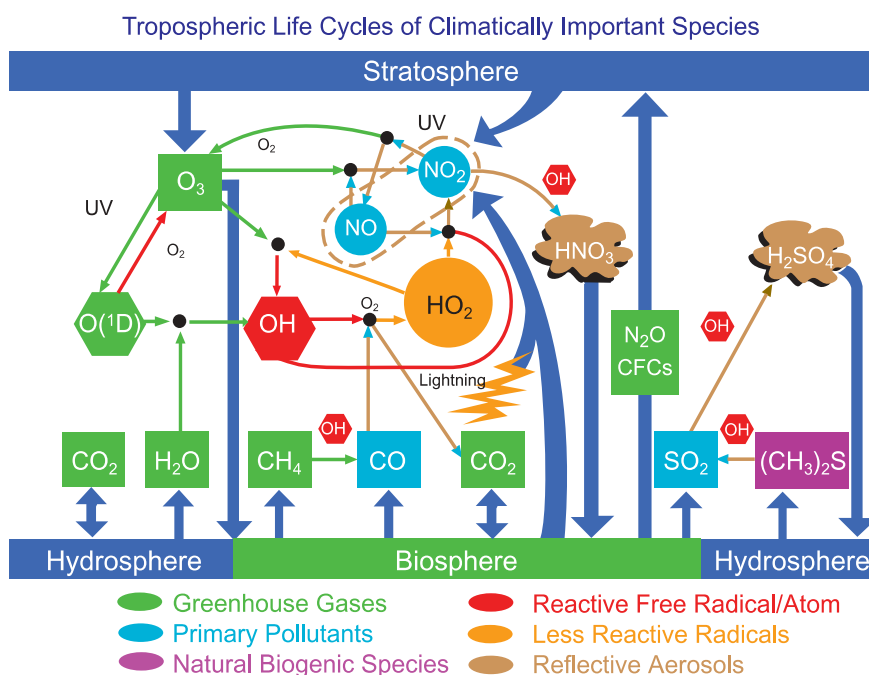 Tropospheric Life Cycles of Climatically Important Species
Stratosphere
UV
O₂
NO₂
OH
O₃
UV
NO
HNO₃
H₂SO₄
O₂
O(¹D)
OH
O₂
HO₂
N₂O
CFCs
OH
Lightning
OH
OH
CO₂
H₂O
CH₄
CO
CO₂
SO₂
(CH₃)₂S
Hydrosphere
Biosphere
Hydrosphere
Greenhouse Gases
Reactive Free Radical/Atom
Primary Pollutants
Less Reactive Radicals
Natural Biogenic Species
Reflective Aerosols